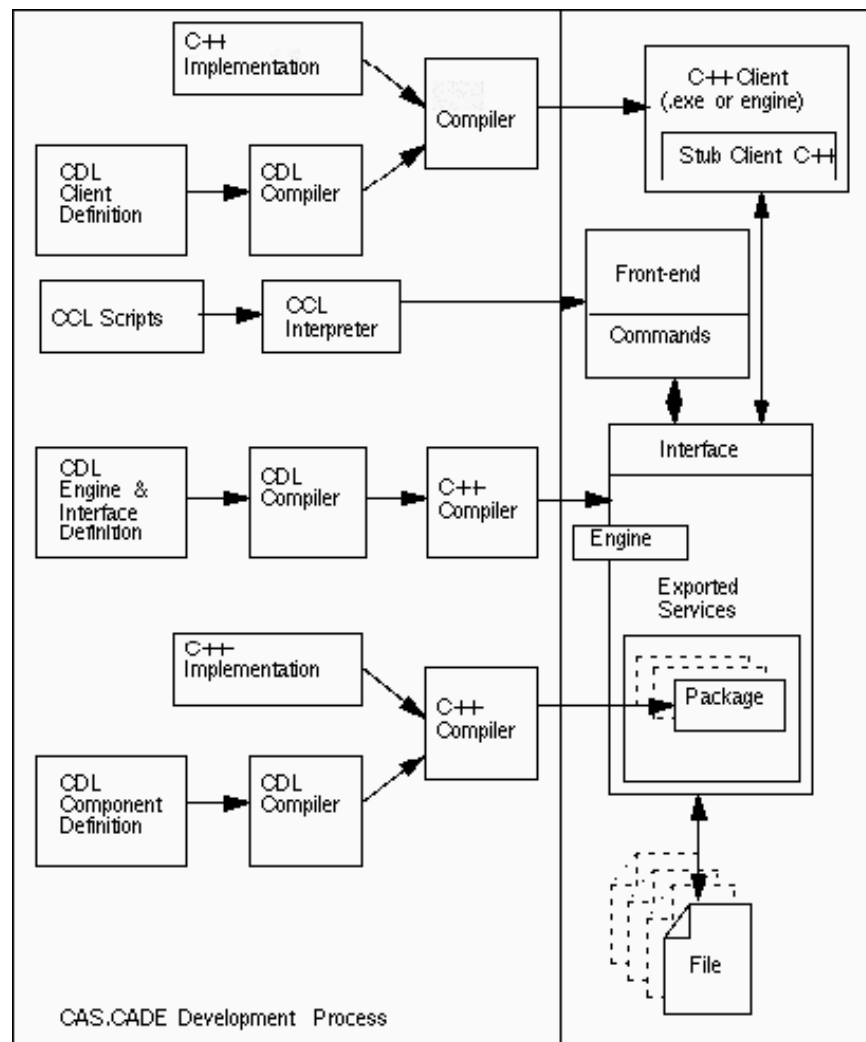 C++
Implementation
Compiler
C++ Client
(.exe or engine)
Stub Client C++
CDL
Client
Definition
CDL
Compiler
Front-end
Commands
CCL Scripts
CCL
Interpreter
Interface
CDL
Engine &
Interface
Definition
CDL
Compiler
C++
Compiler
Engine
Exported
Services
C++
Implementation
C++
Compiler
Package
CDL
Component
Definition
CDL
Compiler
File
CAS.CADE Development Process